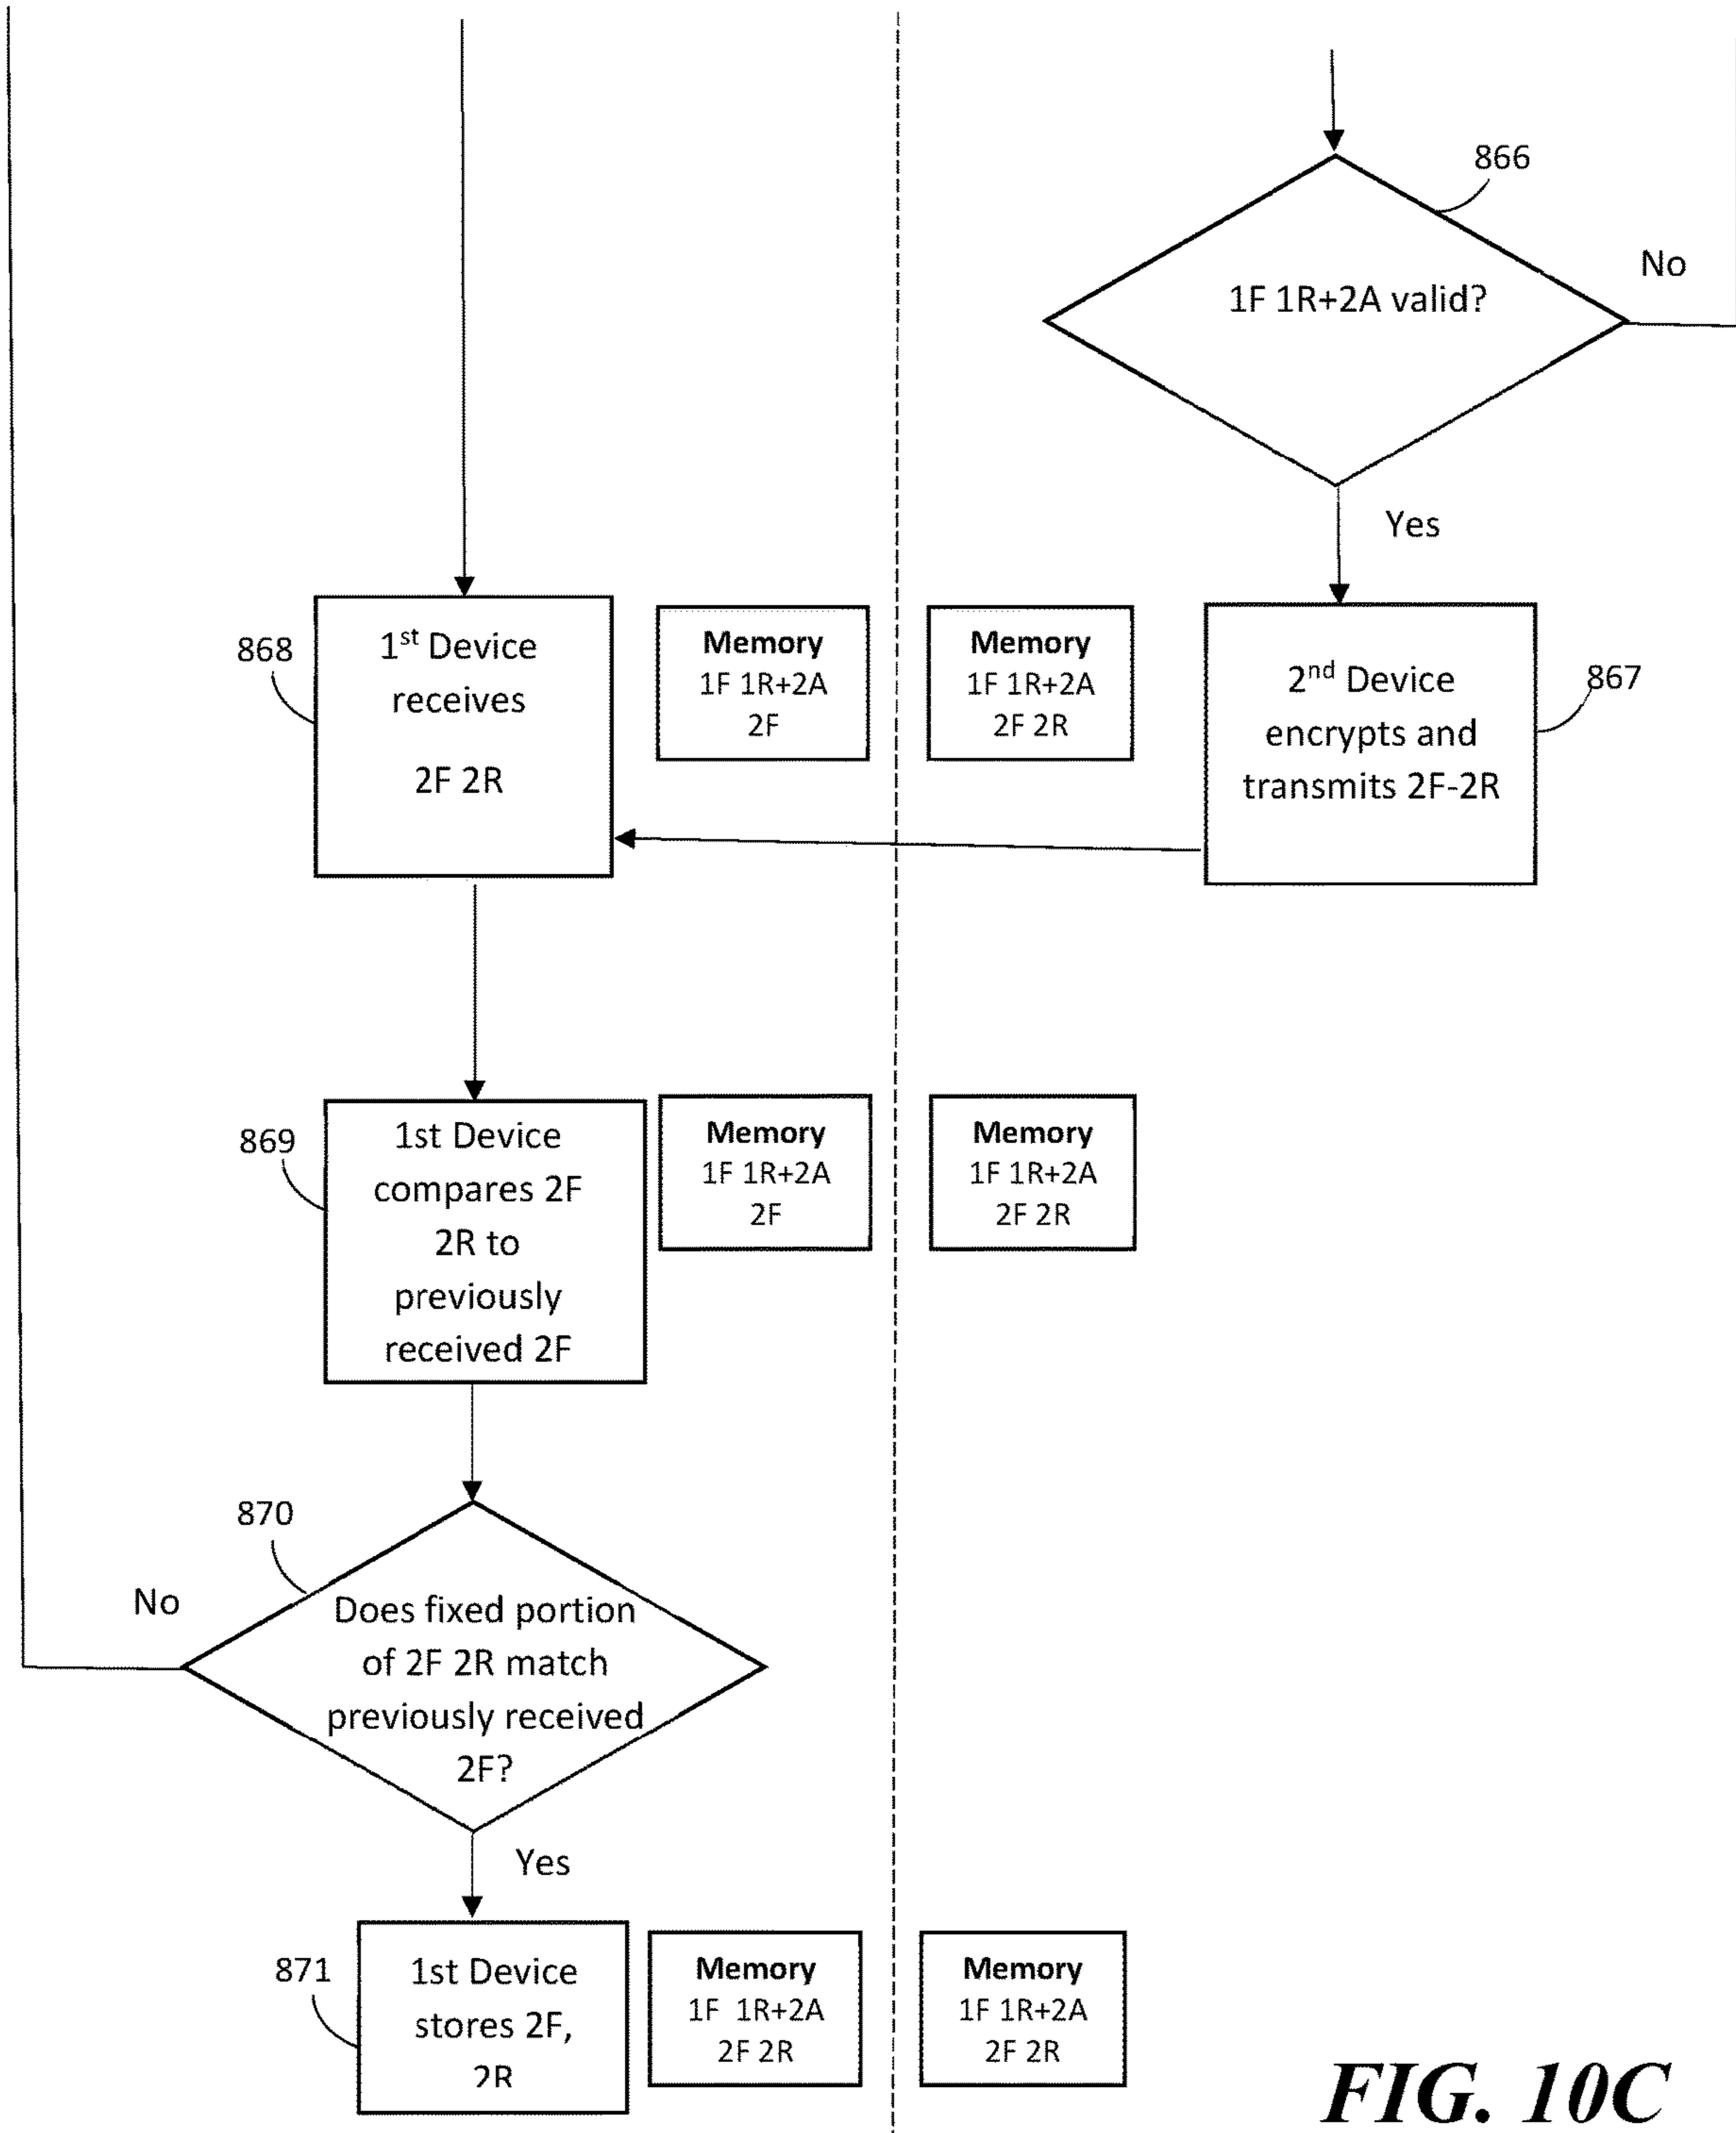 866
No
1F 1R+2A valid?
Yes
868
1st Device
receives
2F 2R
Memory
1F 1R+2A
2F
Memory
1F 1R+2A
2F 2R
2nd Device
encrypts and
transmits 2F-2R
867
869
1st Device
compares 2F
2R to
previously
received 2F
Memory
1F 1R+2A
2F
Memory
1F 1R+2A
2F 2R
870
No
Does fixed portion
of 2F 2R match
previously received
2F?
Yes
871
1st Device
stores 2F,
2R
Memory
1F 1R+2A
2F 2R
Memory
1F 1R+2A
2F 2R
FIG. 10C